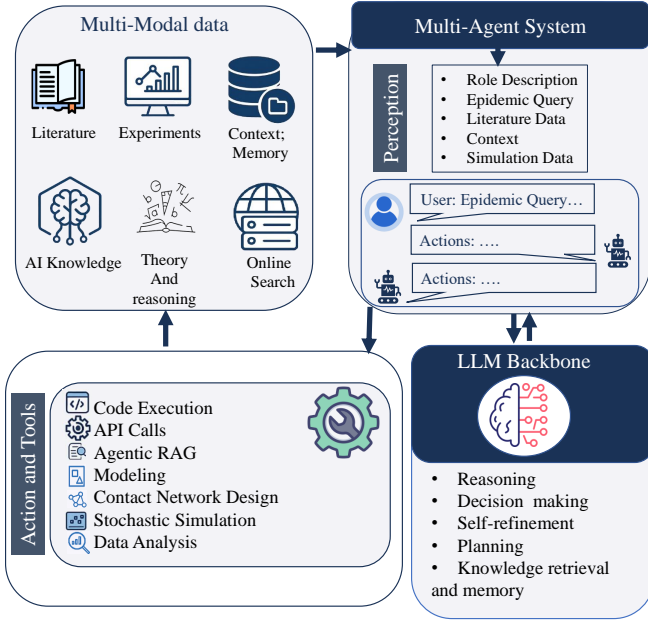 Multi-Modal data
Literature
Experiments
Context;
Memory
AI Knowledge
Theory
And
reasoning
Online
Search
Multi-Agent System
Perception
• Role Description
• Epidemic Query
• Literature Data
• Context
• Simulation Data
User: Epidemic Query…
Actions: ….
Actions: ….
Action and Tools
Code Execution
API Calls
Agentic RAG
Modeling
Contact Network Design
Stochastic Simulation
Data Analysis
LLM Backbone
• Reasoning
• Decision making
• Self-refinement
• Planning
• Knowledge retrieval
and memory